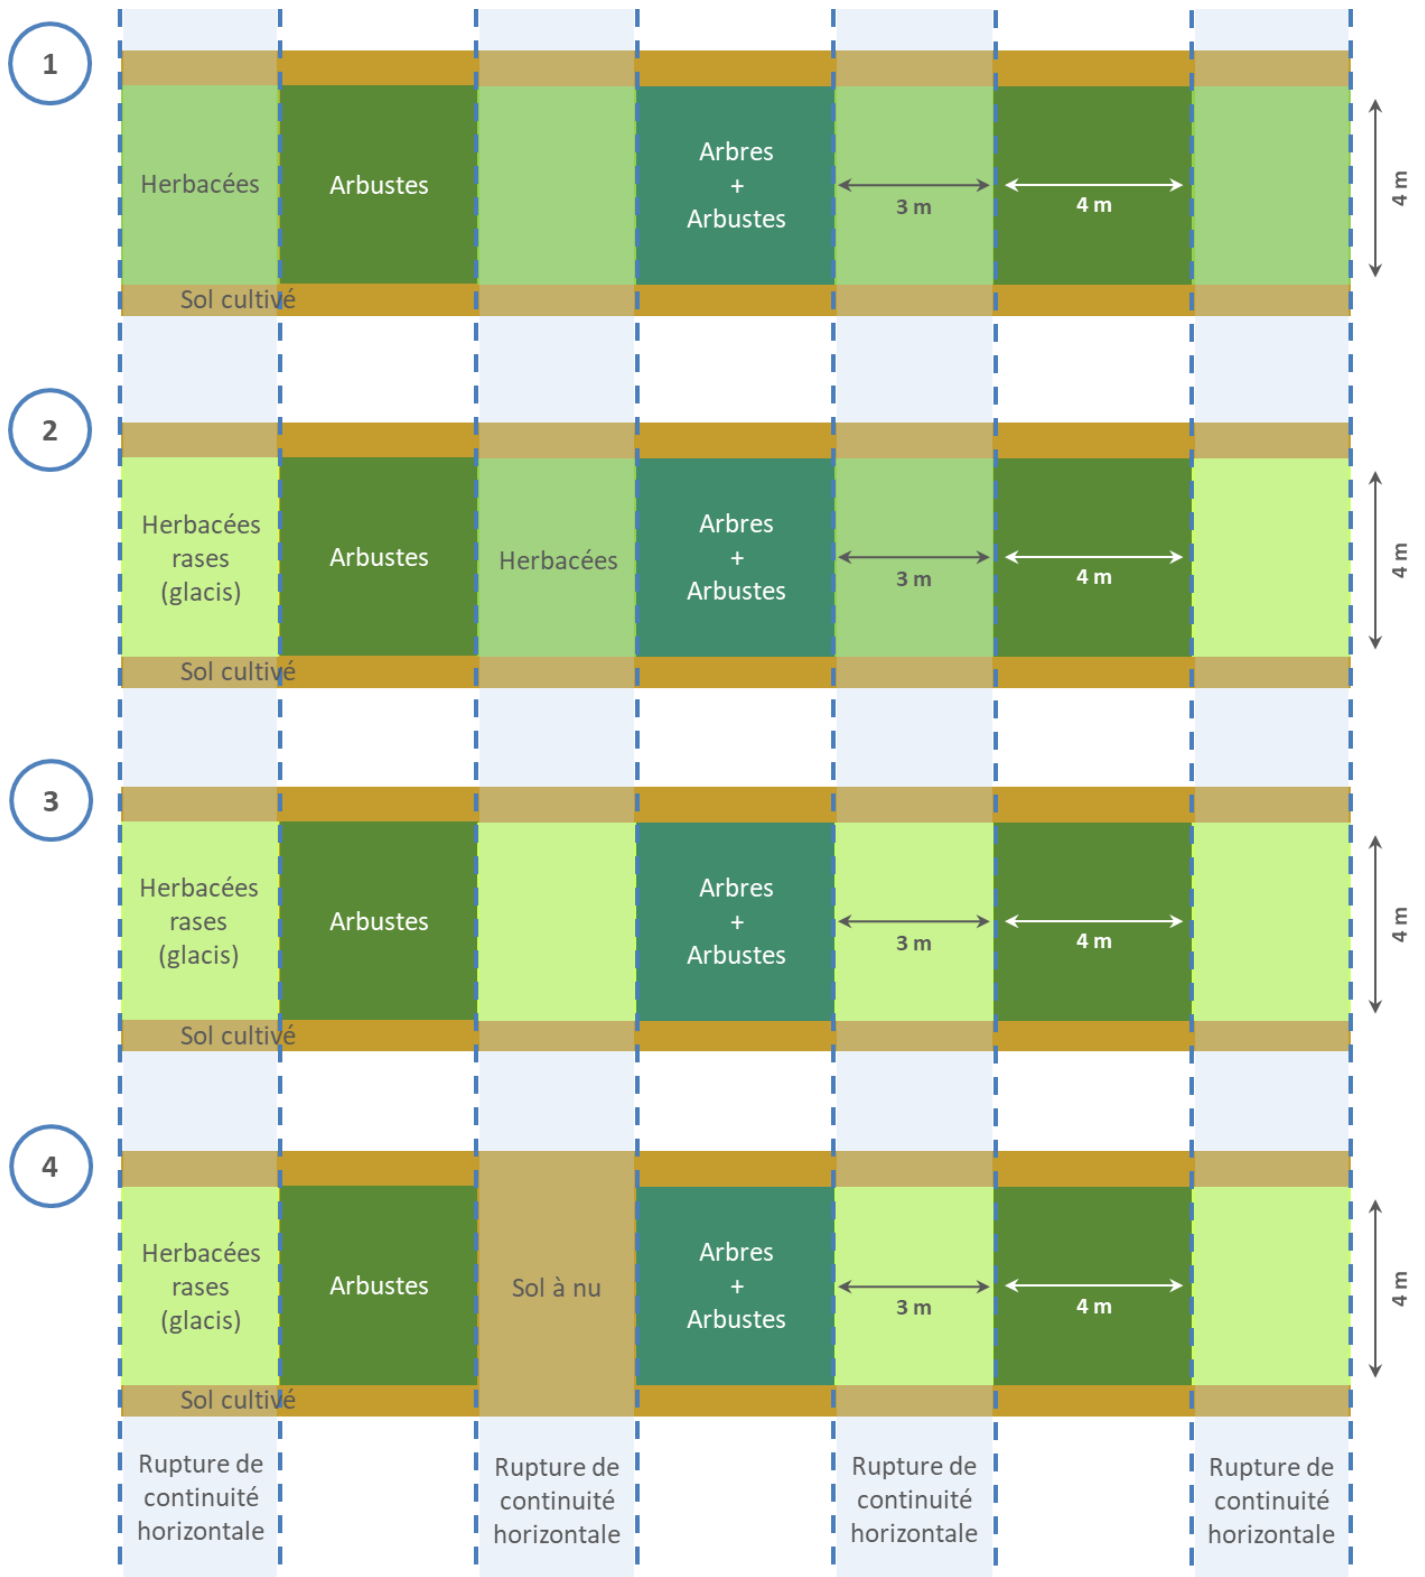 1
Herbacées
Arbustes
Arbres
+
Arbustes
3 m
4 m
4 m
Sol cultivé
2
Herbacées
rases
(glacis)
Arbustes
Herbacées
Arbres
+
Arbustes
3 m
4 m
4 m
Sol cultivé
3
Herbacées
rases
(glacis)
Arbustes
Arbres
+
Arbustes
3 m
4 m
4 m
Sol cultivé
4
Herbacées
rases
(glacis)
Arbustes
Sol à nu
Arbres
+
Arbustes
3 m
4 m
4 m
Sol cultivé
Rupture de
continuité
horizontale
Rupture de
continuité
horizontale
Rupture de
continuité
horizontale
Rupture de
continuité
horizontale